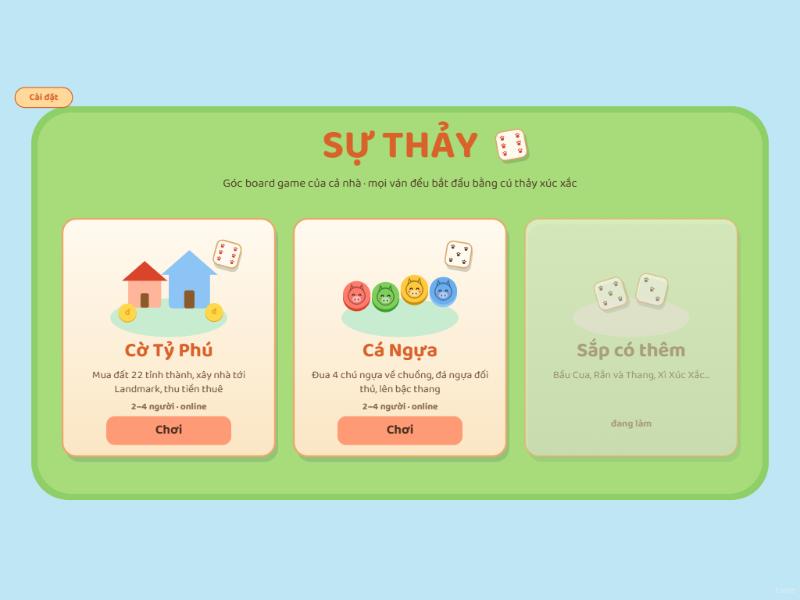 Cài đặt
SỰ THẢY
Góc board game của cả nhà · mọi ván đều bắt đầu bằng cú thảy xúc xắc
Cờ Tỷ Phú
Mua đất 22 tỉnh thành, xây nhà tới
Landmark, thu tiền thuê
2–4 người · online
Chơi
Cá Ngựa
Đua 4 chú ngựa về chuồng, đá ngựa đối
thủ, lên bậc thang
2–4 người · online
Chơi
Sắp có thêm
Bầu Cua, Rắn và Thang, Xì Xúc Xắc...
đang làm